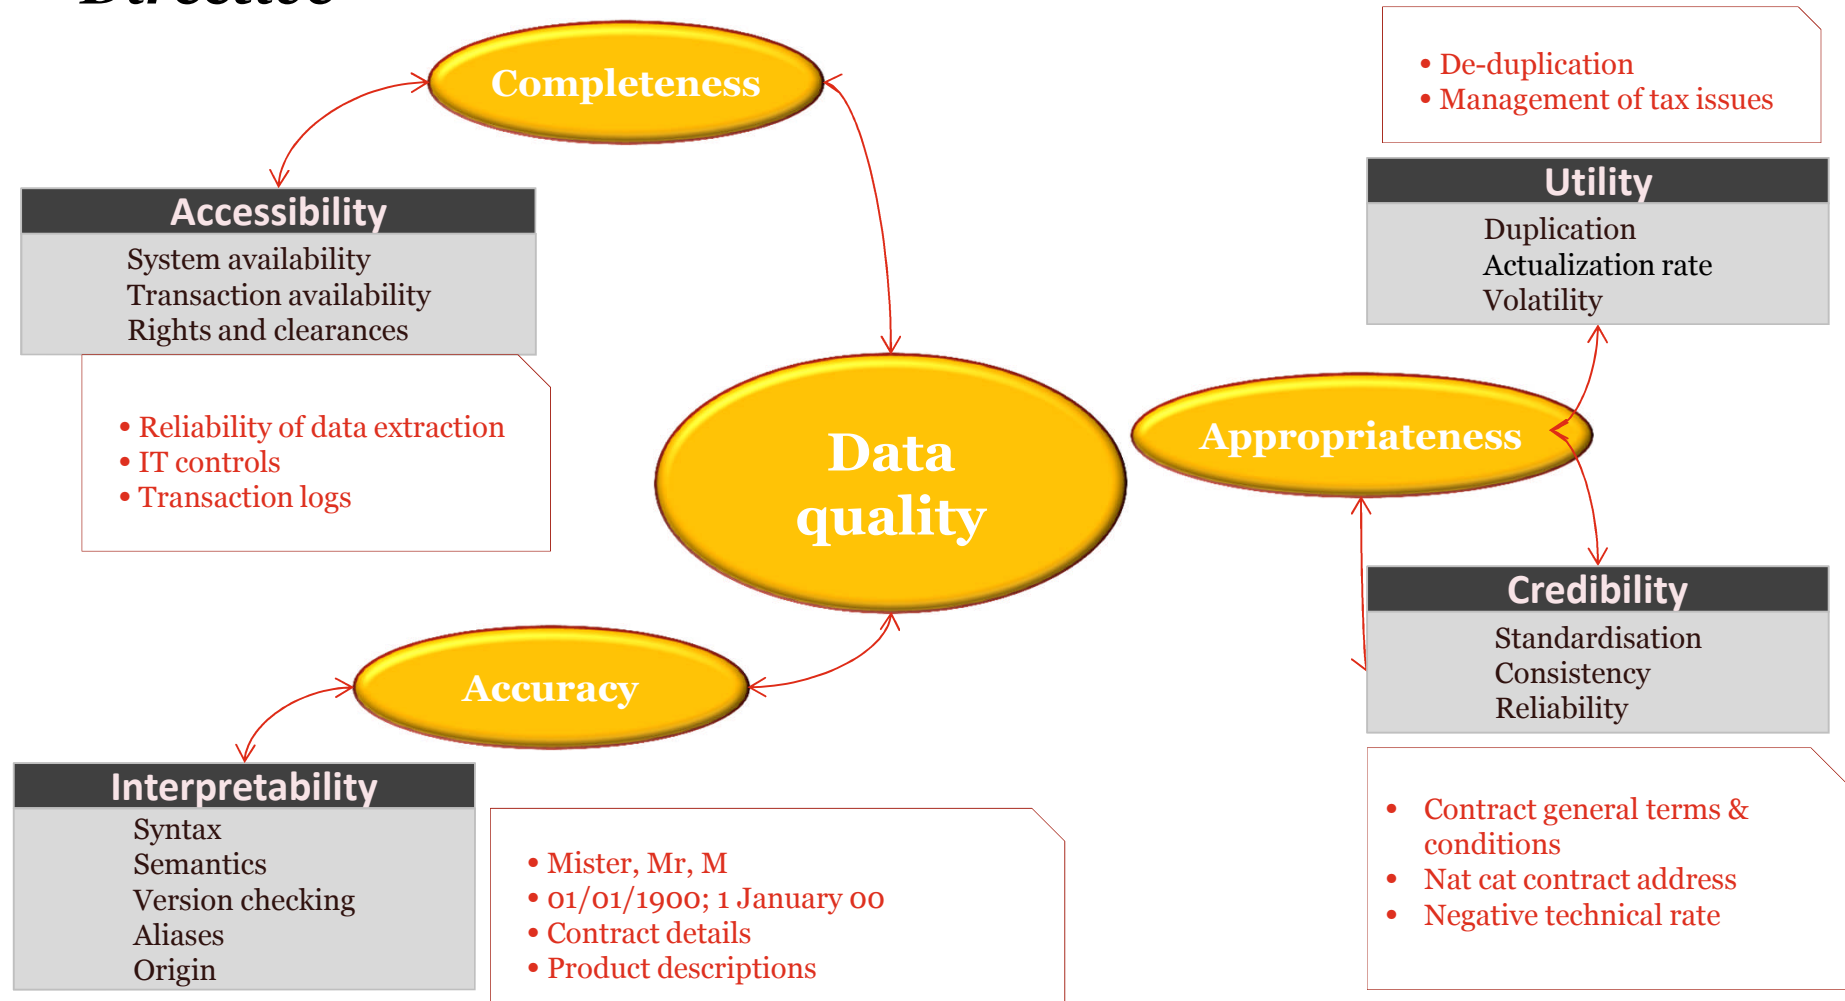 Directive
Completeness
• De-duplication
• Management of tax issues
Accessibility
System availability
Transaction availability
Rights and clearances
Utility
Duplication
Actualization rate
Volatility
• Reliability of data extraction
• IT controls
• Transaction logs
Data
quality
Appropriateness
Credibility
Standardisation
Consistency
Reliability
Accuracy
Interpretability
Syntax
Semantics
Version checking
Aliases
Origin
• Mister, Mr, M
• 01/01/1900; 1 January 00
• Contract details
• Product descriptions
• Contract general terms &
conditions
• Nat cat contract address
• Negative technical rate